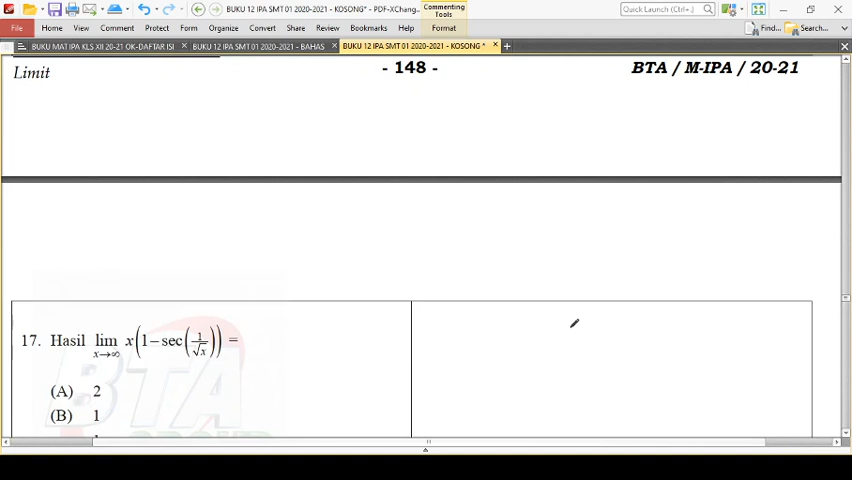 BUKU 12 IPA SMT 01 2020-2021 - KOSONG* - PDF-XChang...
Commenting Tools
Quick Launch (Ctrl+.)
File Home View Comment Protect Form Organize Convert Share Review Bookmarks Help Format Find... Search...
BUKU MAT IPA KLS XII 20-21 OK-DAFTAR ISI × BUKU 12 IPA SMT 01 2020-2021 - BAHAS × BUKU 12 IPA SMT 01 2020-2021 - KOSONG * ×
Limit - 148 - BTA / M-IPA / 20-21
17. Hasil lim x→∞ x(1−sec(1/√x)) =
(A) 2
(B) 1
BTA
GROUP